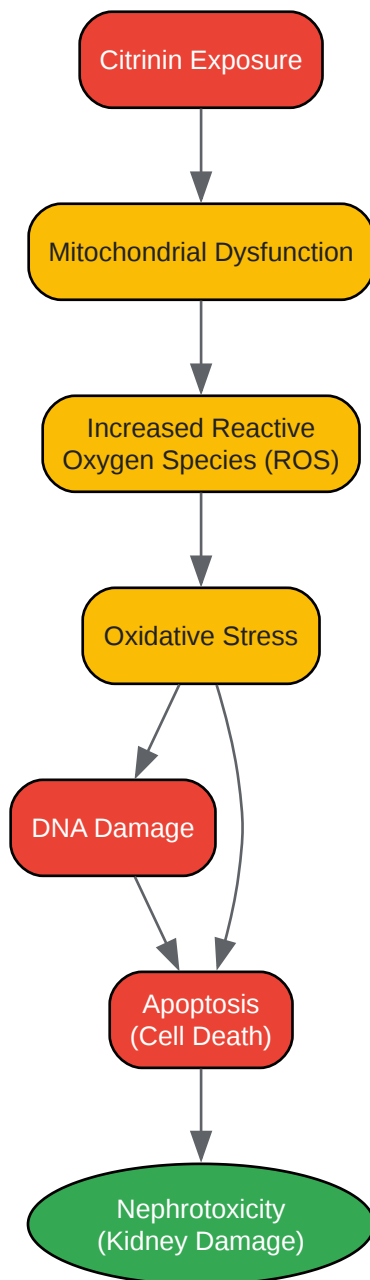 Citrinin Exposure
Mitochondrial Dysfunction
Increased Reactive
Oxygen Species (ROS)
Oxidative Stress
DNA Damage
Apoptosis
(Cell Death)
Nephrotoxicity
(Kidney Damage)